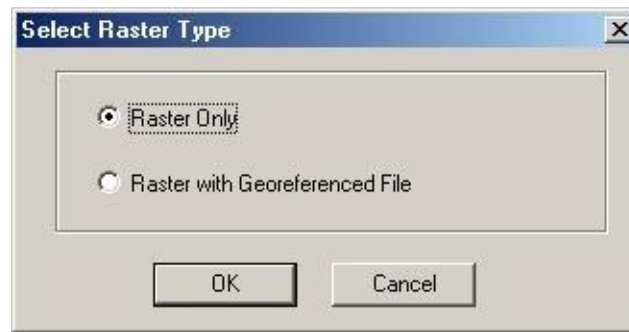 Select Raster Type
Raster Only
Raster with Georeferenced File
OK Cancel